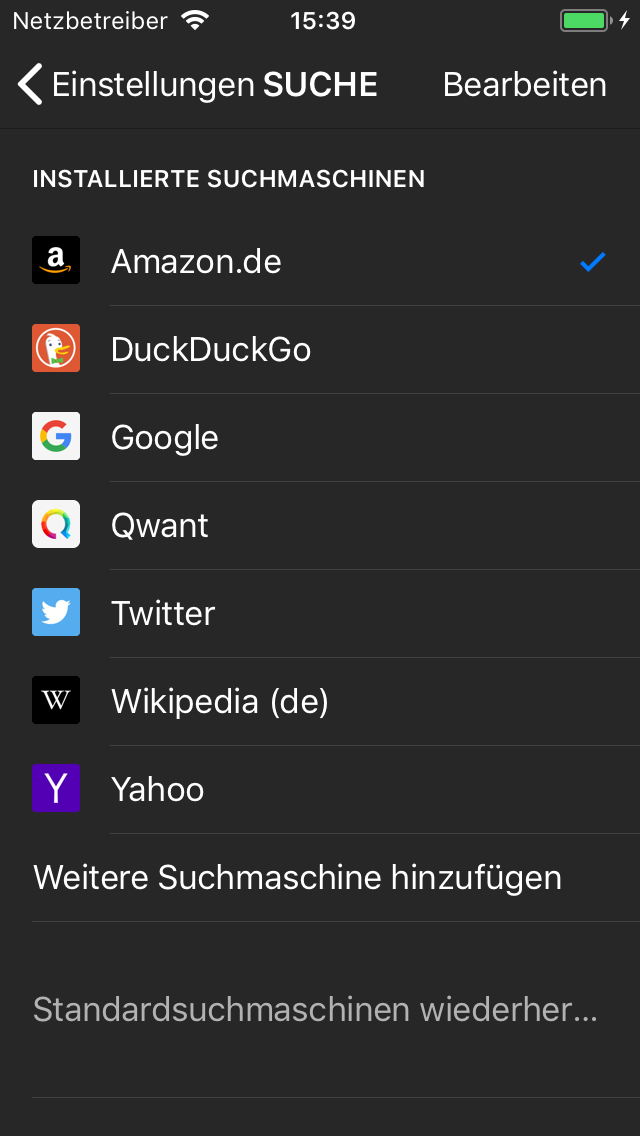 Netzbetreiber 15:39
Einstellungen SUCHE Bearbeiten
INSTALLIERTE SUCHMASCHINEN
a Amazon.de
DuckDuckGo
G Google
Qwant
Twitter
W Wikipedia (de)
Y Yahoo
Weitere Suchmaschine hinzufügen
Standardsuchmaschinen wiederher...